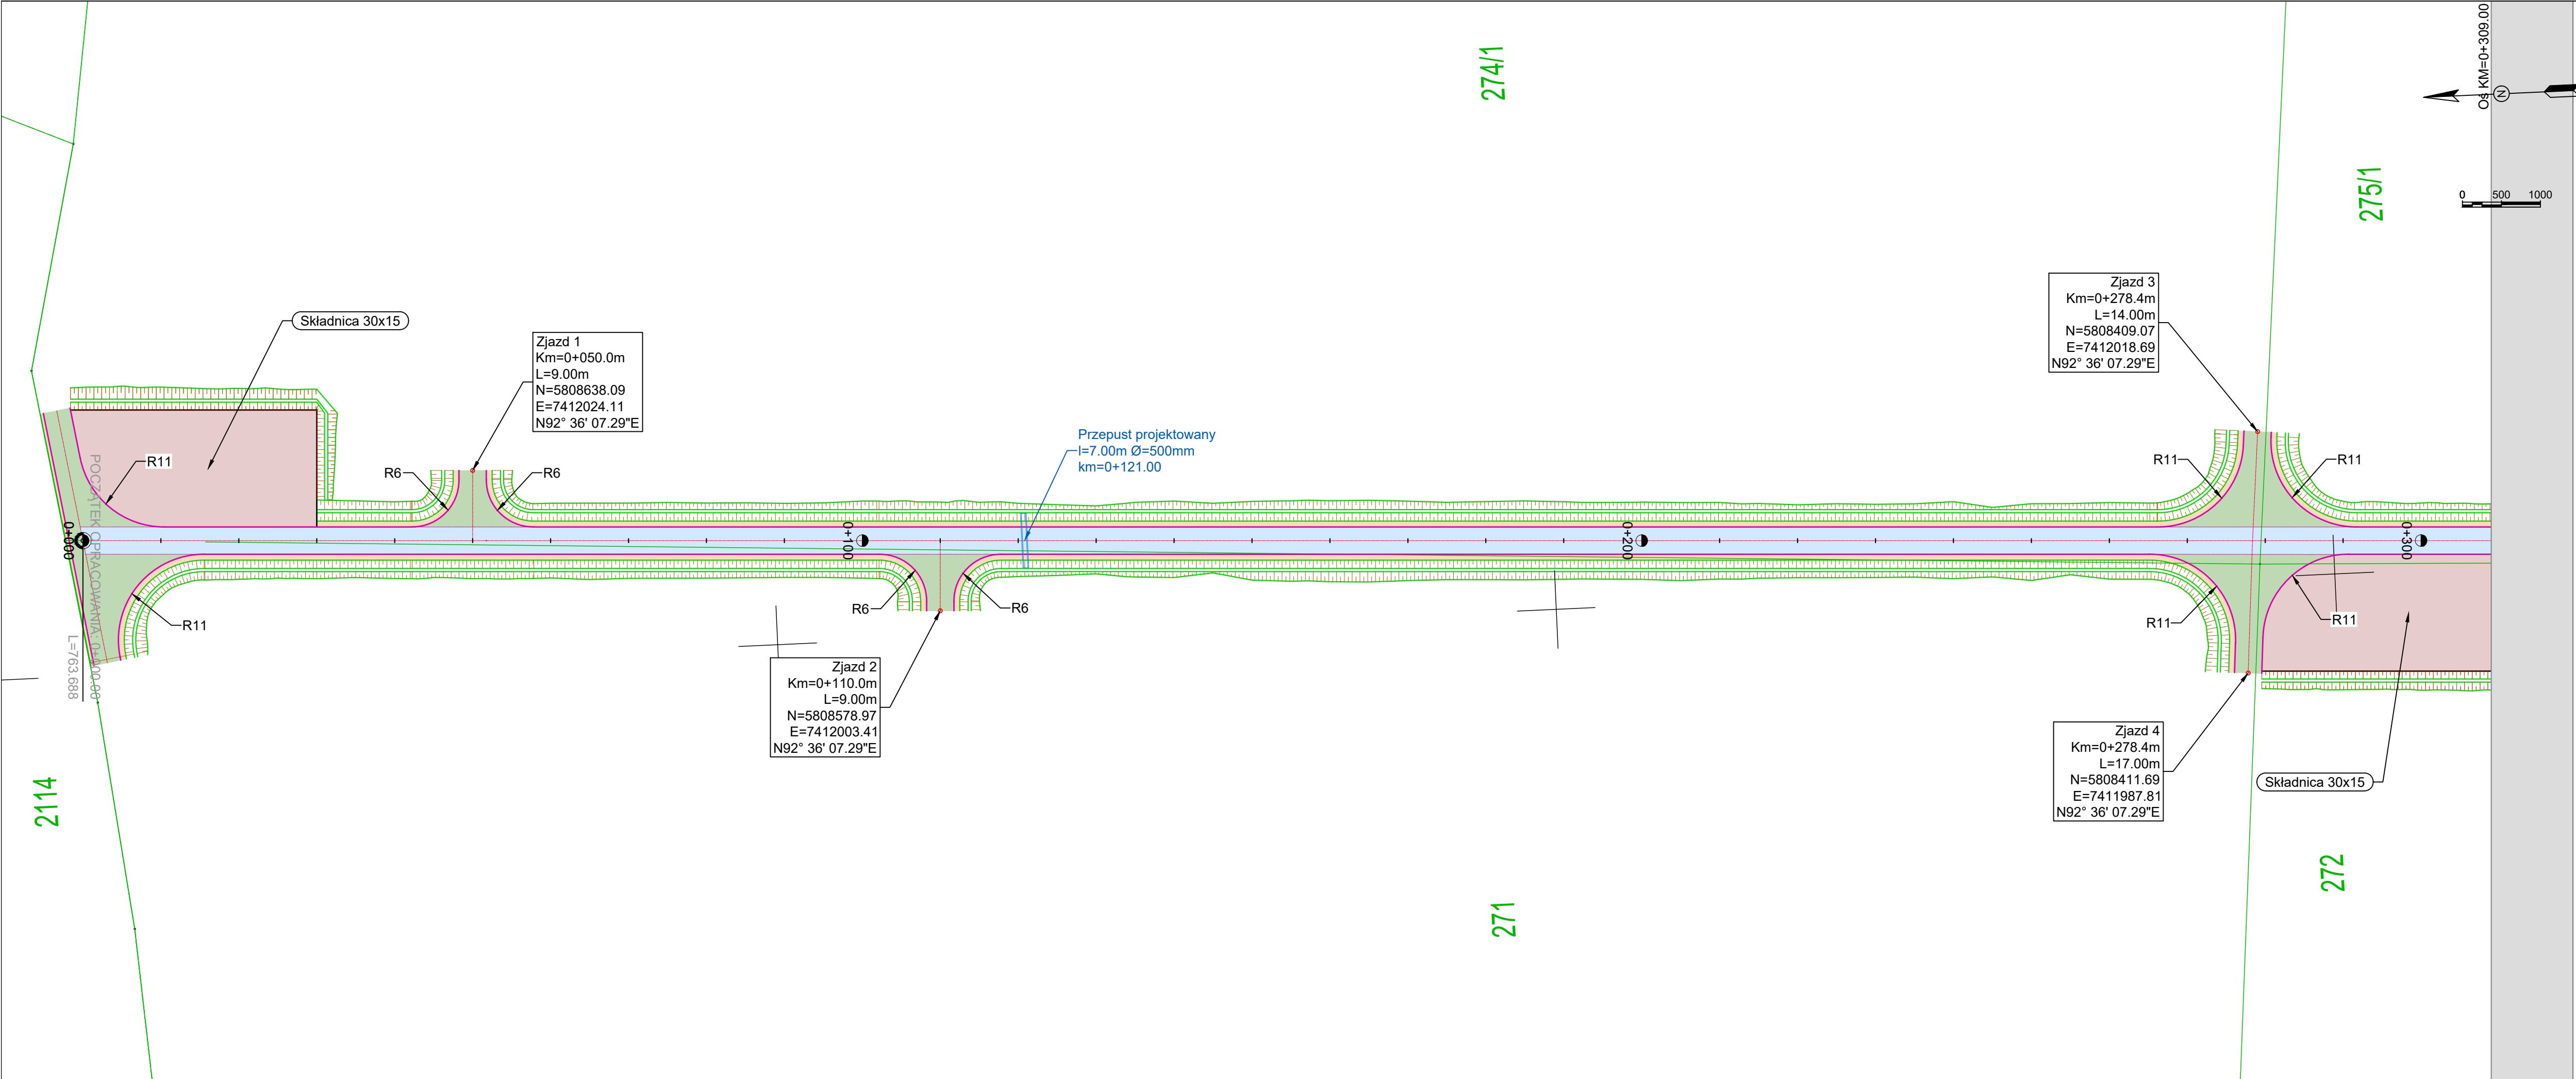 Oś KM=0+309.00
N
274/1
275/1
0 500 1000
Składnica 30x15
Zjazd 1
Km=0+050.0m
L=9.00m
N=5808638.09
E=7412024.11
N92° 36' 07.29"E
Zjazd 3
Km=0+278.4m
L=14.00m
N=5808409.07
E=7412018.69
N92° 36' 07.29"E
Przepust projektowany
l=7.00m Ø=500mm
km=0+121.00
R11
R6
R6
R11
R11
0+000
0+100
0+200
0+300
POCZĄTEK OPRACOWANIA: 0+000.00
L=763.688
R11
R6
R6
R11
R11
Zjazd 2
Km=0+110.0m
L=9.00m
N=5808578.97
E=7412003.41
N92° 36' 07.29"E
Zjazd 4
Km=0+278.4m
L=17.00m
N=5808411.69
E=7411987.81
N92° 36' 07.29"E
Składnica 30x15
2114
271
272